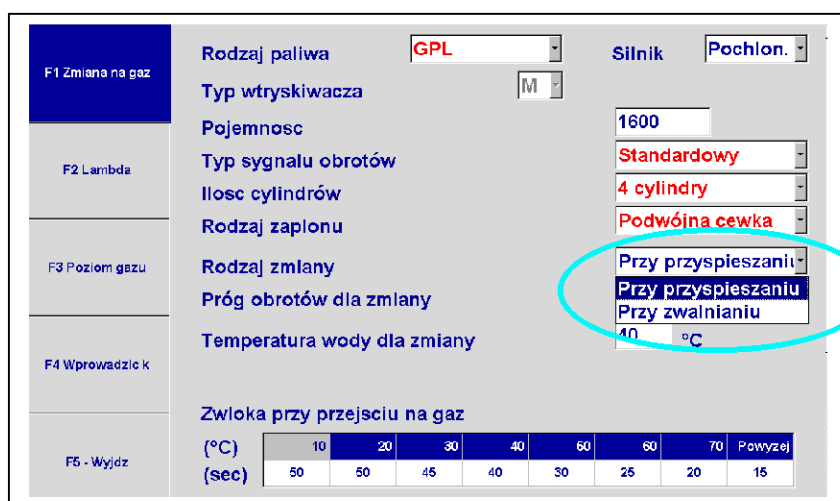 F1 Zmiana na gaz
F2 Lambda
F3 Poziom gazu
F4 Wprowadzic k
F5 - Wyjdz
Rodzaj paliwa GPL Silnik Pochlon.
Typ wtryskiwacza M
Pojemnosc 1600
Typ sygnalu obrotów Standardowy
Ilosc cylindrów 4 cylindry
Rodzaj zaplonu Podwójna cewka
Rodzaj zmiany Przy przyspieszaniu
Przy przyspieszaniu
Próg obrotów dla zmiany Przy zwalnianiu
Temperatura wody dla zmiany 40 °C
Zwloka przy przejsciu na gaz
(°C) 10 20 30 40 60 60 70 Powyzej
(sec) 50 50 45 40 30 25 20 15